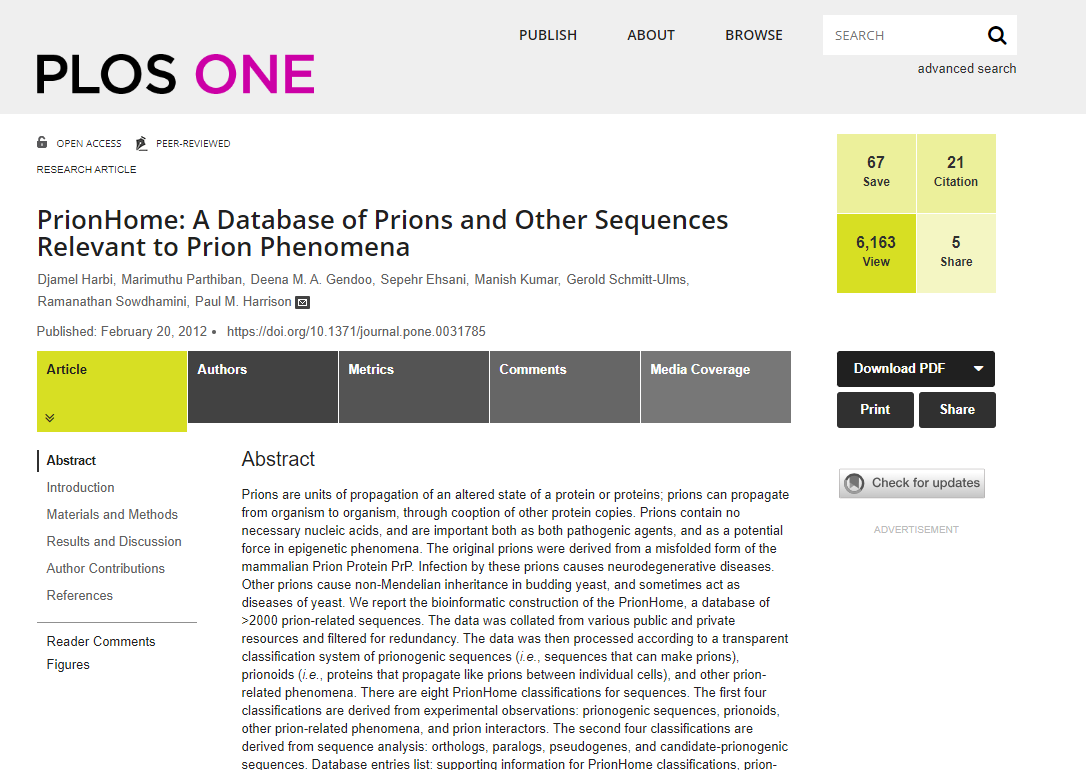 PUBLISH
ABOUT
BROWSE
SEARCH
advanced search
PLOS ONE
OPEN ACCESS
PEER-REVIEWED
RESEARCH ARTICLE
PrionHome: A Database of Prions and Other Sequences
Relevant to Prion Phenomena
Djamel Harbi, Marimuthu Parthiban, Deena M. A. Gendoo, Sepehr Ehsani, Manish Kumar, Gerold Schmitt-Ulms,
Ramanathan Sowdhamini, Paul M. Harrison
Published: February 20, 2012 • https://doi.org/10.1371/journal.pone.0031785
67
Save
21
Citation
6,163
View
5
Share
Article
Authors
Metrics
Comments
Media Coverage
Download PDF
Print
Share
Check for updates
ADVERTISEMENT
Abstract
Introduction
Materials and Methods
Results and Discussion
Author Contributions
References
Reader Comments
Figures
Abstract
Prions are units of propagation of an altered state of a protein or proteins; prions can propagate
from organism to organism, through cooption of other protein copies. Prions contain no
necessary nucleic acids, and are important both as both pathogenic agents, and as a potential
force in epigenetic phenomena. The original prions were derived from a misfolded form of the
mammalian Prion Protein PrP. Infection by these prions causes neurodegenerative diseases.
Other prions cause non-Mendelian inheritance in budding yeast, and sometimes act as
diseases of yeast. We report the bioinformatic construction of the PrionHome, a database of
>2000 prion-related sequences. The data was collated from various public and private
resources and filtered for redundancy. The data was then processed according to a transparent
classification system of prionogenic sequences (i.e., sequences that can make prions),
prionoids (i.e., proteins that propagate like prions between individual cells), and other prion-
related phenomena. There are eight PrionHome classifications for sequences. The first four
classifications are derived from experimental observations: prionogenic sequences, prionoids,
other prion-related phenomena, and prion interactors. The second four classifications are
derived from sequence analysis: orthologs, paralogs, pseudogenes, and candidate-prionogenic
sequences. Database entries list: supporting information for PrionHome classifications, prion-